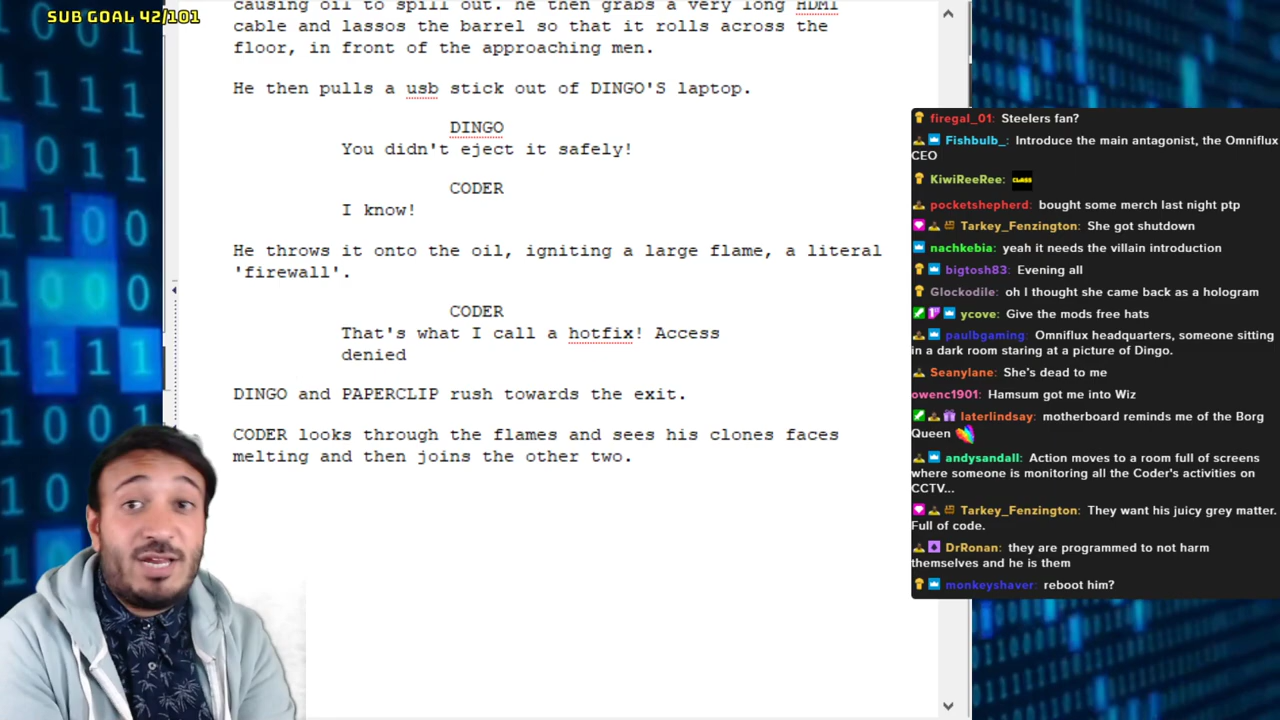 SUB GOAL 42/101
causing oil to spill out. He then grabs a very long HDMI
cable and lassos the barrel so that it rolls across the
floor, in front of the approaching men.
He then pulls a usb stick out of DINGO'S laptop.
DINGO
You didn't eject it safely!
CODER
I know!
He throws it onto the oil, igniting a large flame, a literal
'firewall'.
CODER
That's what I call a hotfix! Access
denied
DINGO and PAPERCLIP rush towards the exit.
CODER looks through the flames and sees his clones faces
melting and then joins the other two.
firegal_01: Steelers fan?
Fishbulb_: Introduce the main antagonist, the Omniflux
CEO
KiwiReeRee: CLASS
pocketshepherd: bought some merch last night ptp
Tarkey_Fenzington: She got shutdown
nachkebia: yeah it needs the villain introduction
bigtosh83: Evening all
Glockodile: oh I thought she came back as a hologram
ycove: Give the mods free hats
paulbgaming: Omniflux headquarters, someone sitting
in a dark room staring at a picture of Dingo.
Seanylane: She's dead to me
owenc1901: Hamsum got me into Wiz
laterlindsay: motherboard reminds me of the Borg
Queen
andysandall: Action moves to a room full of screens
where someone is monitoring all the Coder's activities on
CCTV...
Tarkey_Fenzington: They want his juicy grey matter.
Full of code.
DrRonan: they are programmed to not harm
themselves and he is them
monkeyshaver: reboot him?